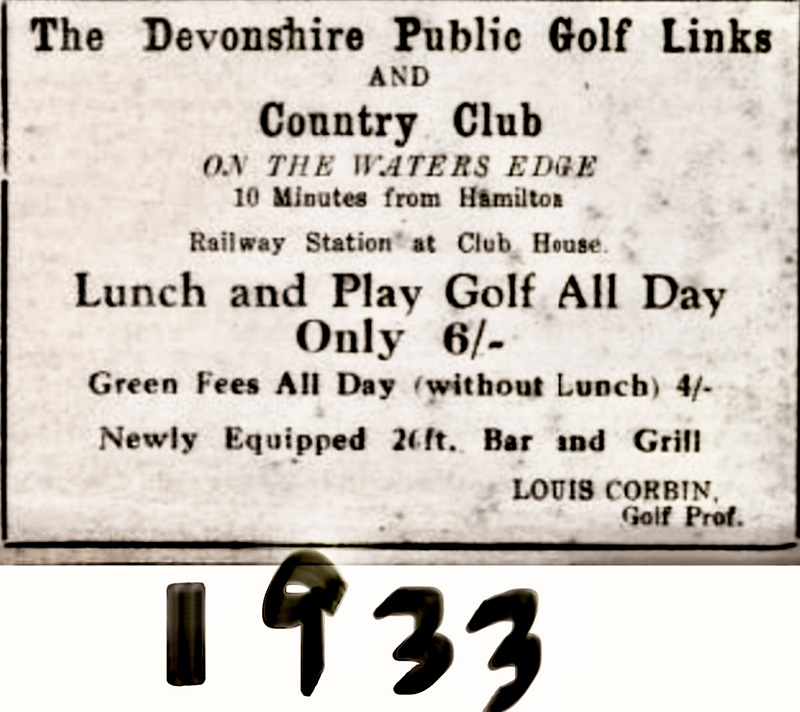 The Devonshire Public Golf Links
AND
Country Club
ON THE WATERS EDGE
10 Minutes from Hamilton
Railway Station at Club House.
Lunch and Play Golf All Day
Only 6/-
Green Fees All Day (without Lunch) 4/-
Newly Equipped 26ft. Bar and Grill
LOUIS CORBIN,
Golf Prof.
1933